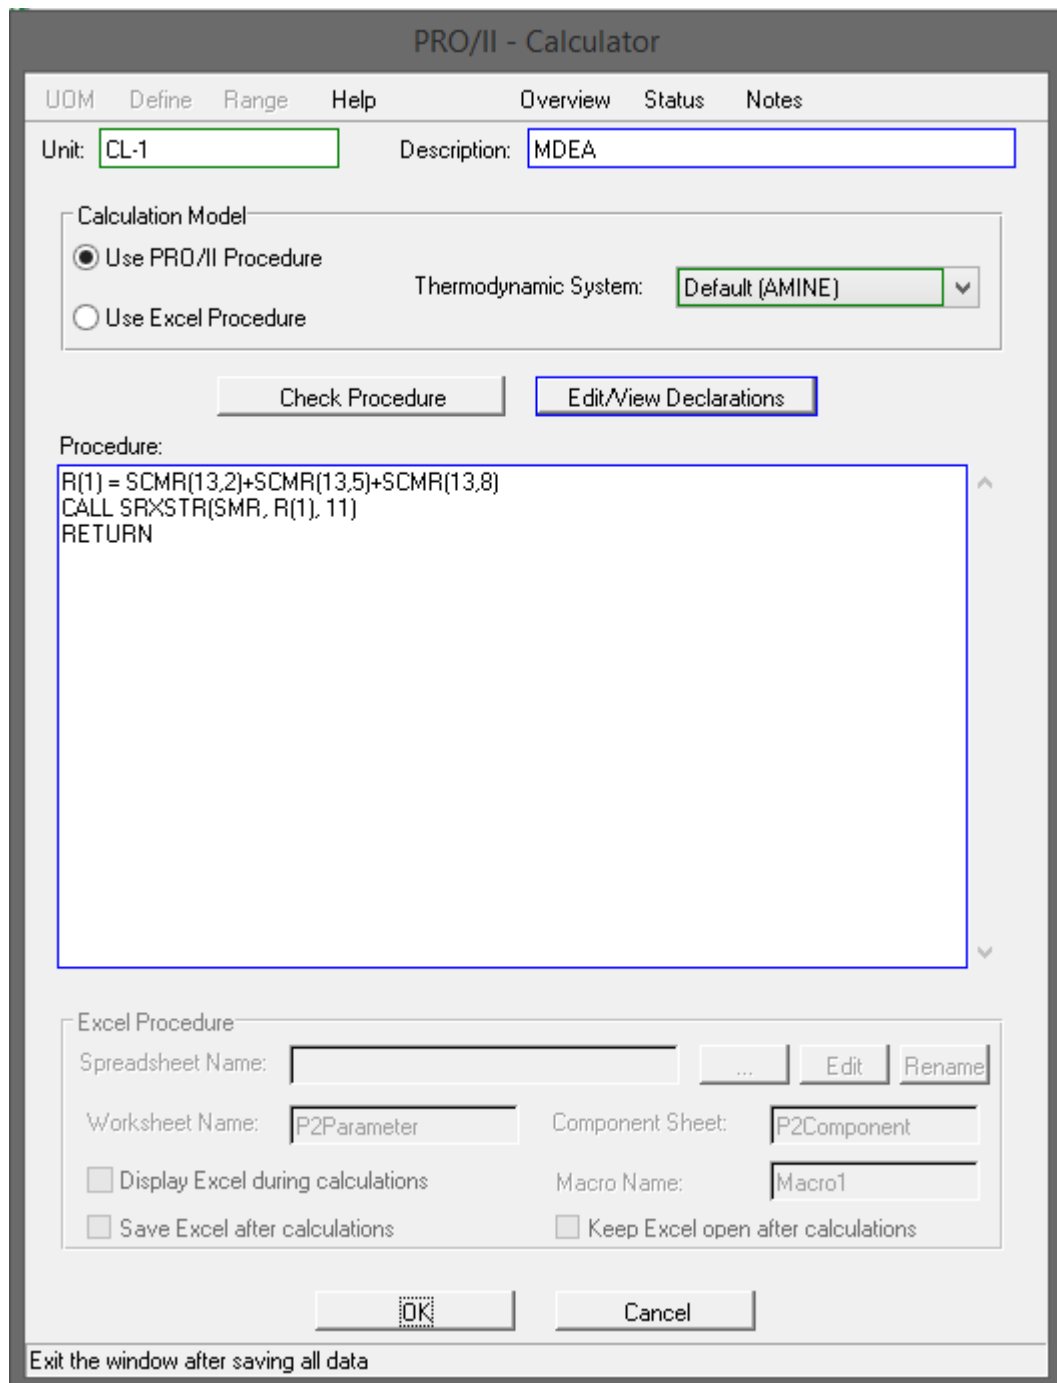 PRO/II - Calculator
UOM Define Range Help Overview Status Notes
Unit: CL-1 Description: MDEA
Calculation Model
Use PRO/II Procedure
Thermodynamic System: Default (AMINE)
Use Excel Procedure
Check Procedure Edit/View Declarations
Procedure:
R(1) = SCMR(13,2)+SCMR(13,5)+SCMR(13,8)
CALL SRXSTR(SMR, R(1), 11)
RETURN
Excel Procedure
Spreadsheet Name: ... Edit Rename
Worksheet Name: P2Parameter Component Sheet: P2Component
Display Excel during calculations Macro Name: Macro1
Save Excel after calculations Keep Excel open after calculations
OK Cancel
Exit the window after saving all data